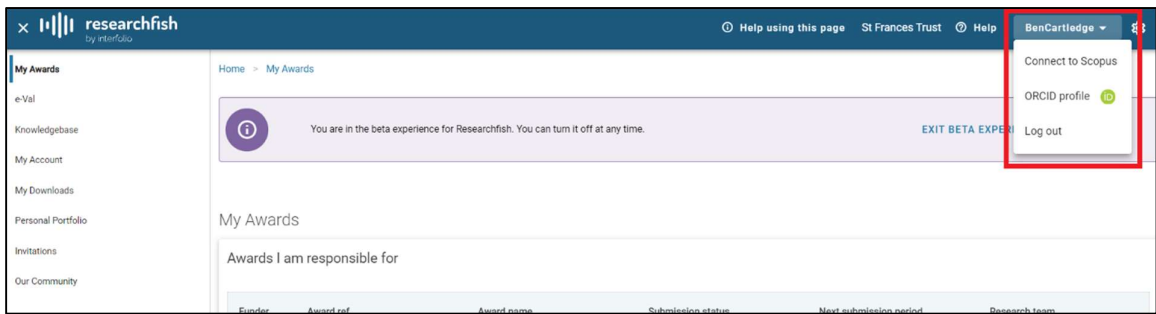 researchfish
by interfolio
Help using this page St Frances Trust Help BenCartledge
Connect to Scopus
ORCID profile iD
Log out
My Awards
e-Val
Knowledgebase
My Account
My Downloads
Personal Portfolio
Invitations
Our Community
Home > My Awards
You are in the beta experience for Researchfish. You can turn it off at any time. EXIT BETA EXPER
My Awards
Awards I am responsible for
Funder Award ref Award name Submission status Next submission period Research team